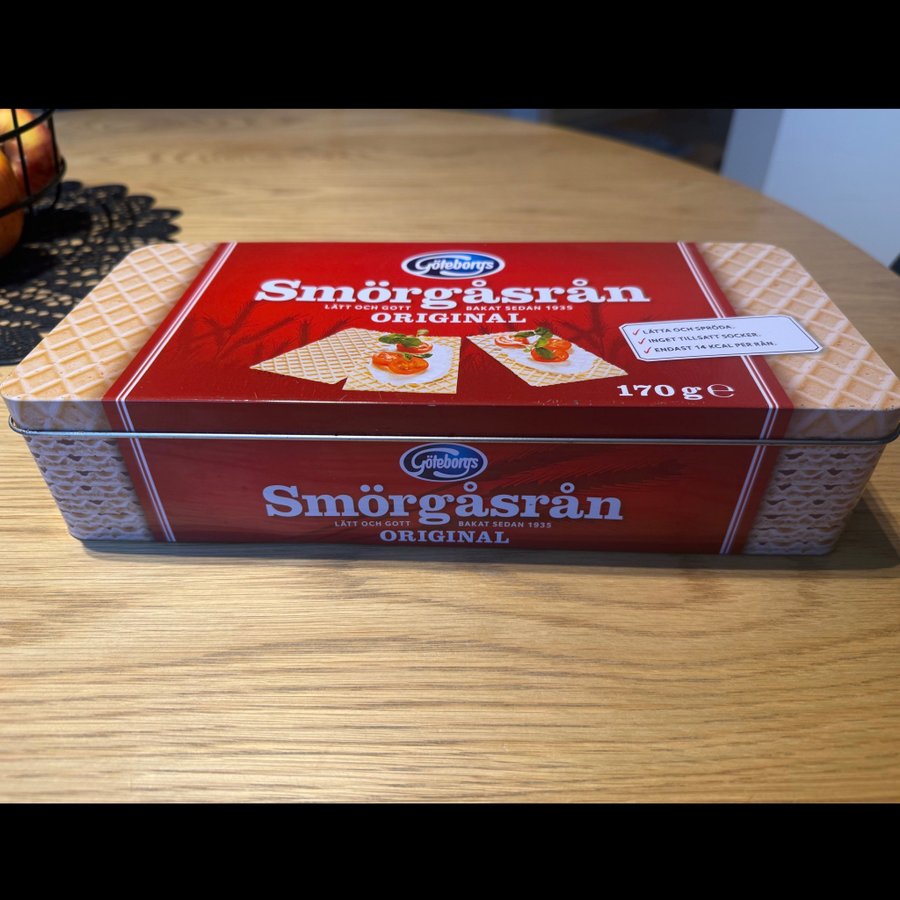 Göteborgs
Smörgåsrån
LÄTT OCH GOTT BAKAT SEDAN 1935
ORIGINAL
✓ LÄTTA OCH SPRÖDA.
✓ INGET TILLSATT SOCKER.
✓ ENDAST 14 KCAL PER RÅN.
170 g ℮
Göteborgs
Smörgåsrån
LÄTT OCH GOTT BAKAT SEDAN 1935
ORIGINAL